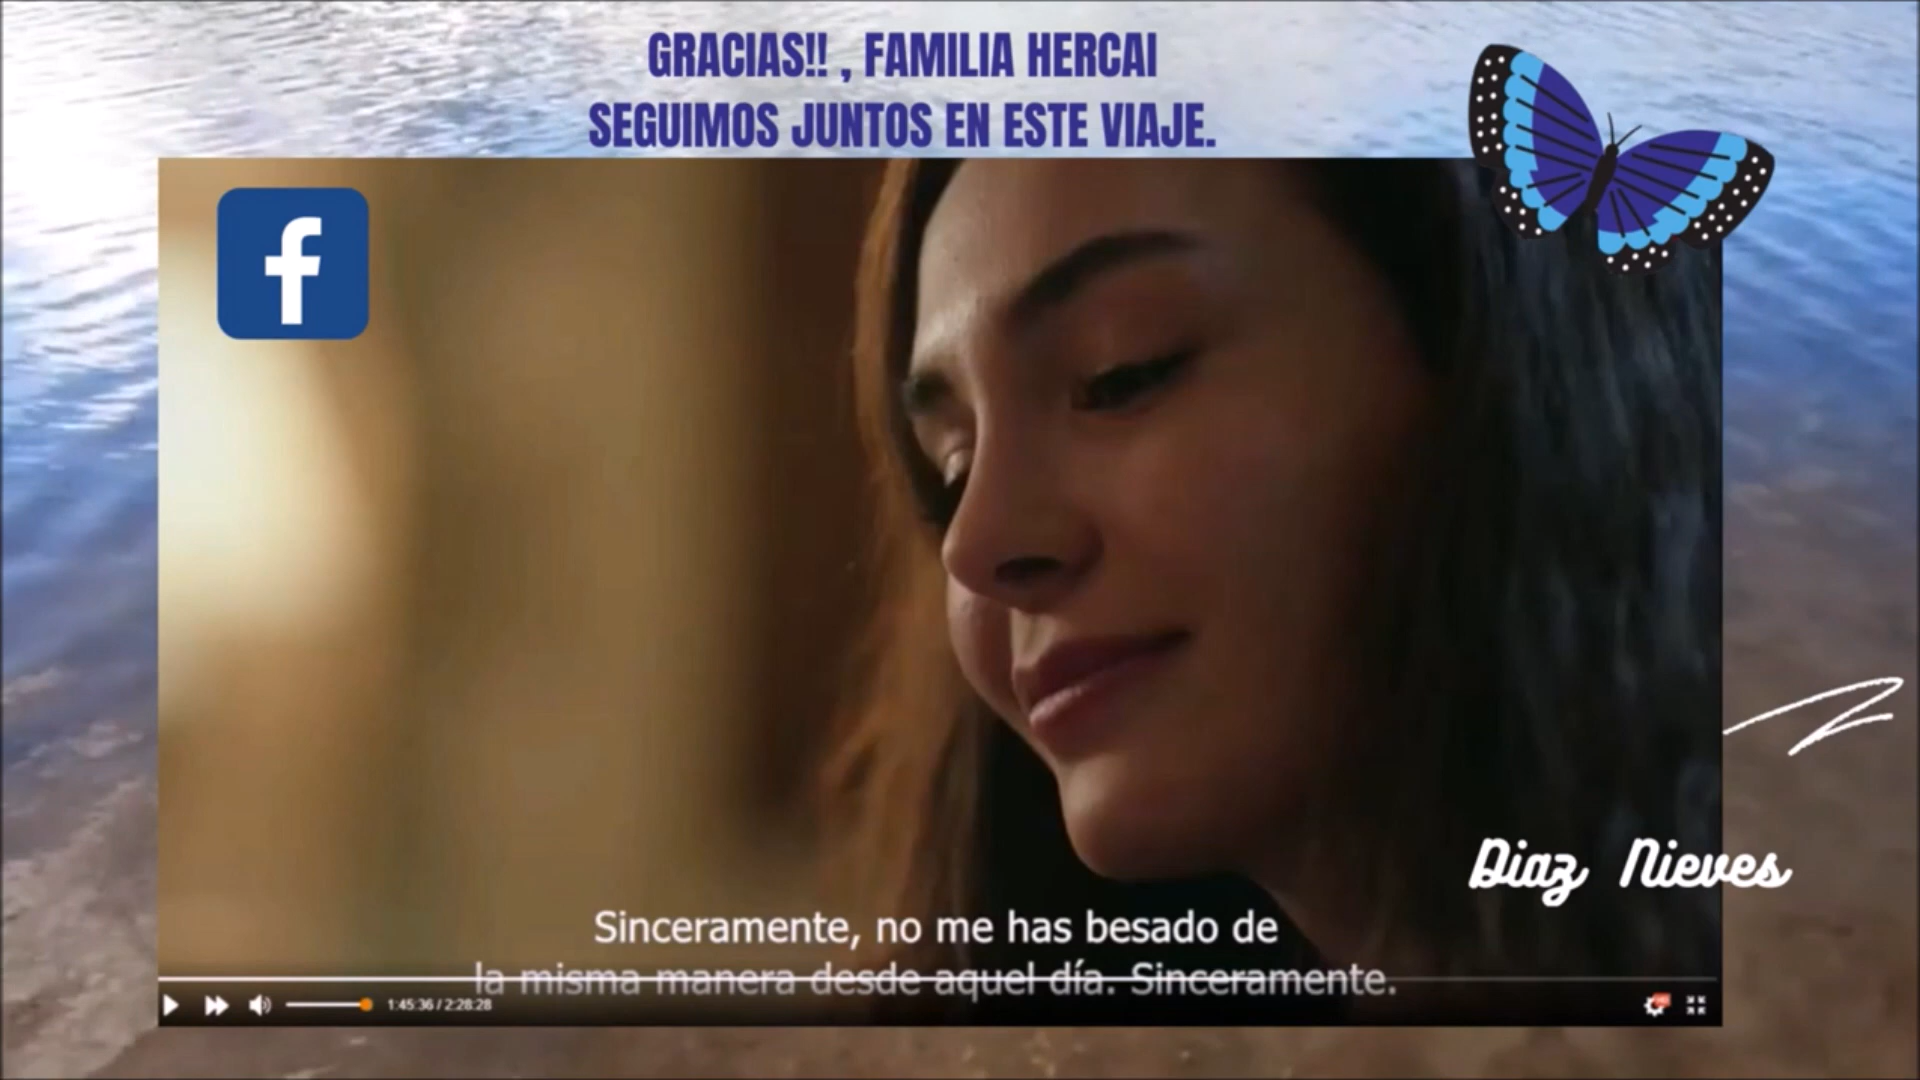 GRACIAS!! , FAMILIA HERCAI
SEGUIMOS JUNTOS EN ESTE VIAJE.
f
Diaz Nieves
Sinceramente, no me has besado de
la misma manera desde aquel día. Sinceramente.
1:45:36 / 2:28:28